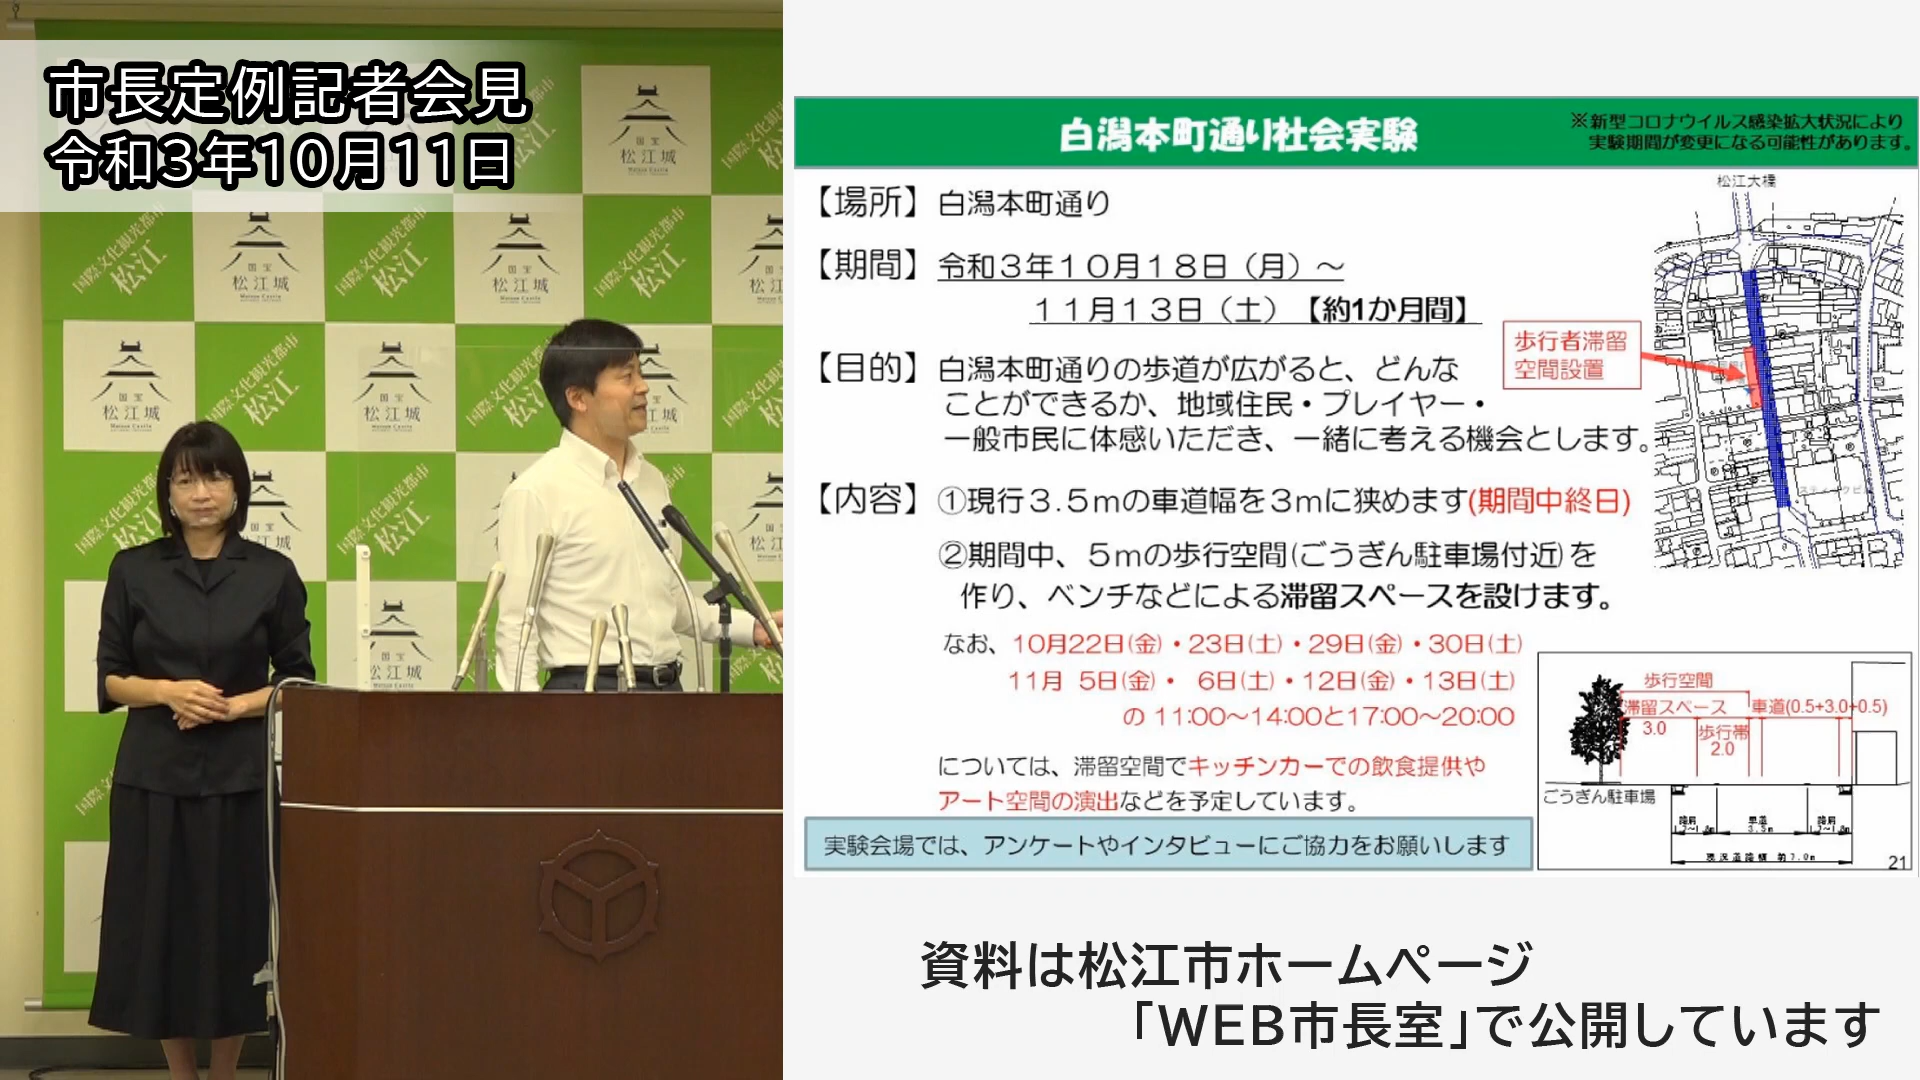 市長定例記者会見
令和3年10月11日
国宝
松江城
Matsue Castle
国際文化観光都市
松江
白潟本町通り社会実験
※新型コロナウイルス感染拡大状況により
実験期間が変更になる可能性があります。
【場所】白潟本町通り
【期間】令和３年１０月１８日（月）～
１１月１３日（土）【約1か月間】
【目的】白潟本町通りの歩道が広がると、どんな
ことができるか、地域住民・プレイヤー・
一般市民に体感いただき、一緒に考える機会とします。
【内容】①現行３.５ｍの車道幅を３ｍに狭めます(期間中終日)
②期間中、５ｍの歩行空間(ごうぎん駐車場付近)を
作り、ベンチなどによる滞留スペースを設けます。
なお、10月22日(金)・23日(土)・29日(金)・30日(土)
11月 5日(金)・ 6日(土)・12日(金)・13日(土)
の 11:00～14:00と17:00～20:00
については、滞留空間でキッチンカーでの飲食提供や
アート空間の演出などを予定しています。
実験会場では、アンケートやインタビューにご協力をお願いします
松江大橋
歩行者滞留
空間設置
歩行空間
滞留スペース
3.0
歩行帯
2.0
車道(0.5+3.0+0.5)
ごうぎん駐車場
路肩
車道
3.5m
路肩
現況道路幅 約7.0m
21
資料は松江市ホームページ
「WEB市長室」で公開しています